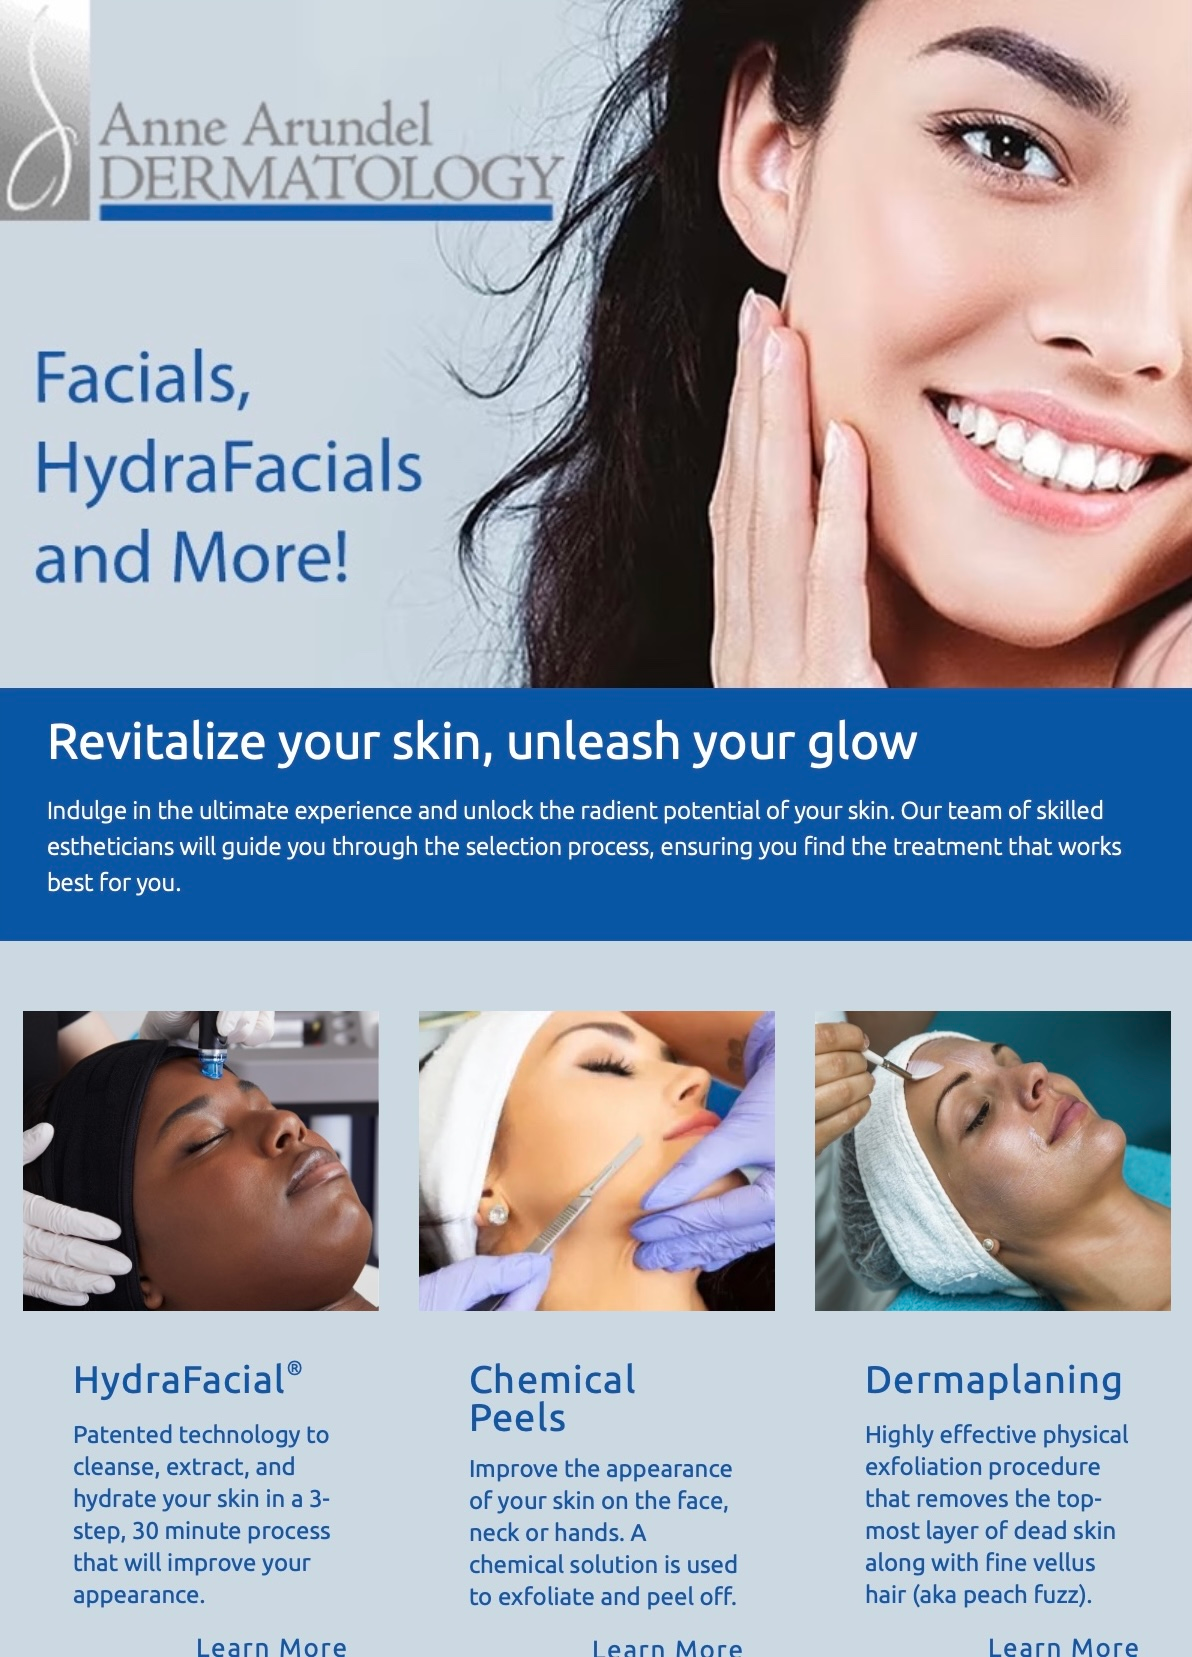 Anne Arundel
DERMATOLOGY
Facials,
HydraFacials
and More!
Revitalize your skin, unleash your glow
Indulge in the ultimate experience and unlock the radient potential of your skin. Our team of skilled
estheticians will guide you through the selection process, ensuring you find the treatment that works
best for you.
HydraFacial®
Patented technology to
cleanse, extract, and
hydrate your skin in a 3-
step, 30 minute process
that will improve your
appearance.
Learn More
Chemical
Peels
Improve the appearance
of your skin on the face,
neck or hands. A
chemical solution is used
to exfoliate and peel off.
Learn More
Dermaplaning
Highly effective physical
exfoliation procedure
that removes the top-
most layer of dead skin
along with fine vellus
hair (aka peach fuzz).
Learn More